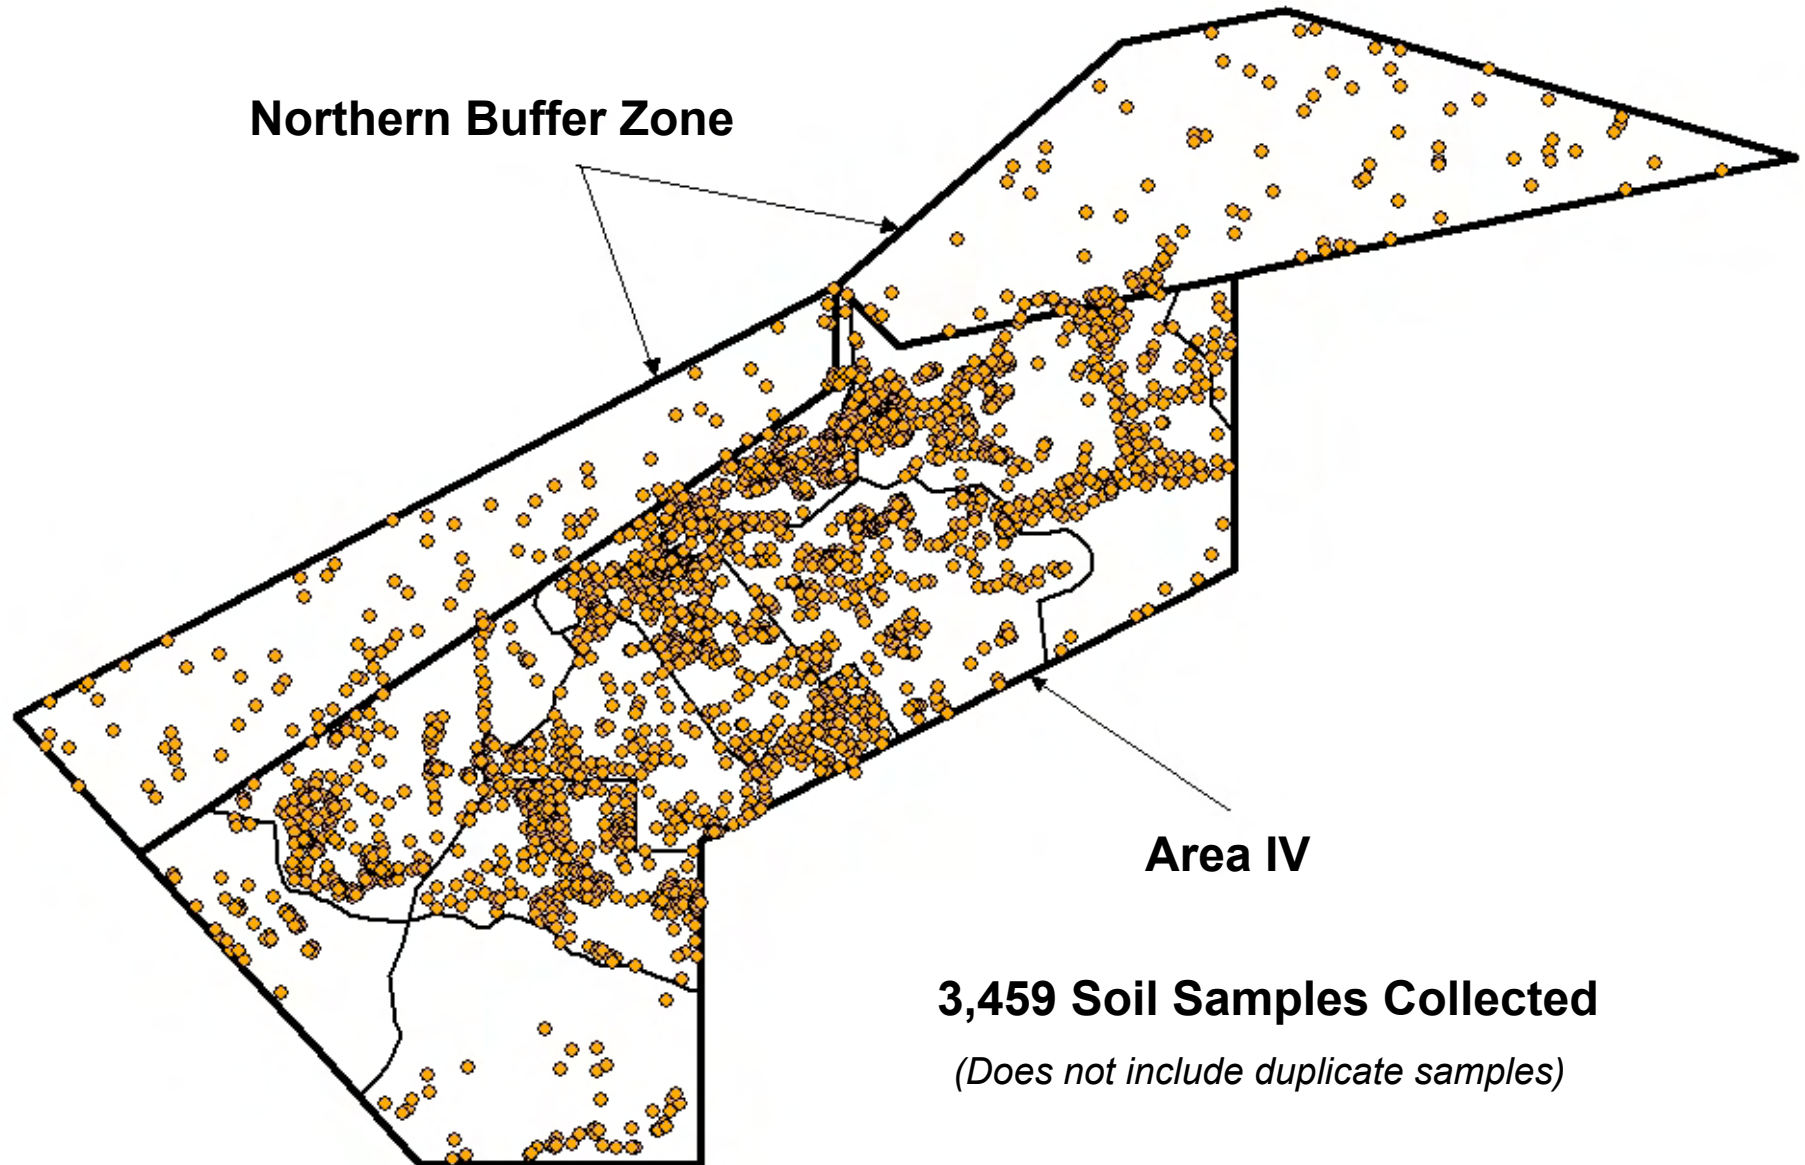 Northern Buffer Zone
Area IV
3,459 Soil Samples Collected
(Does not include duplicate samples)